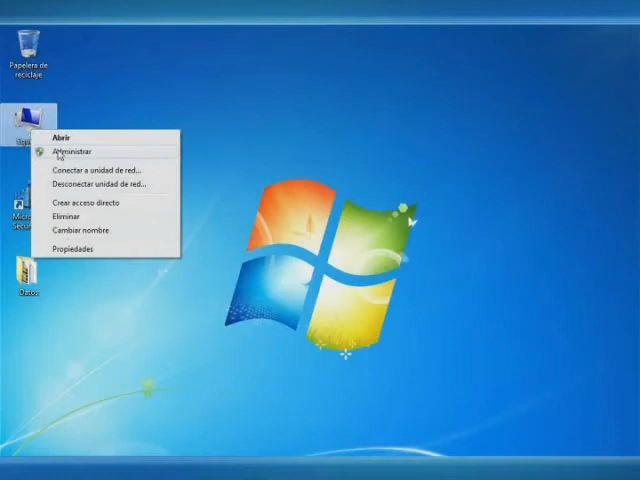 Papelera de
reciclaje
Abrir
Administrar
Conectar a unidad de red...
Desconectar unidad de red...
Crear acceso directo
Eliminar
Cambiar nombre
Propiedades
Datos